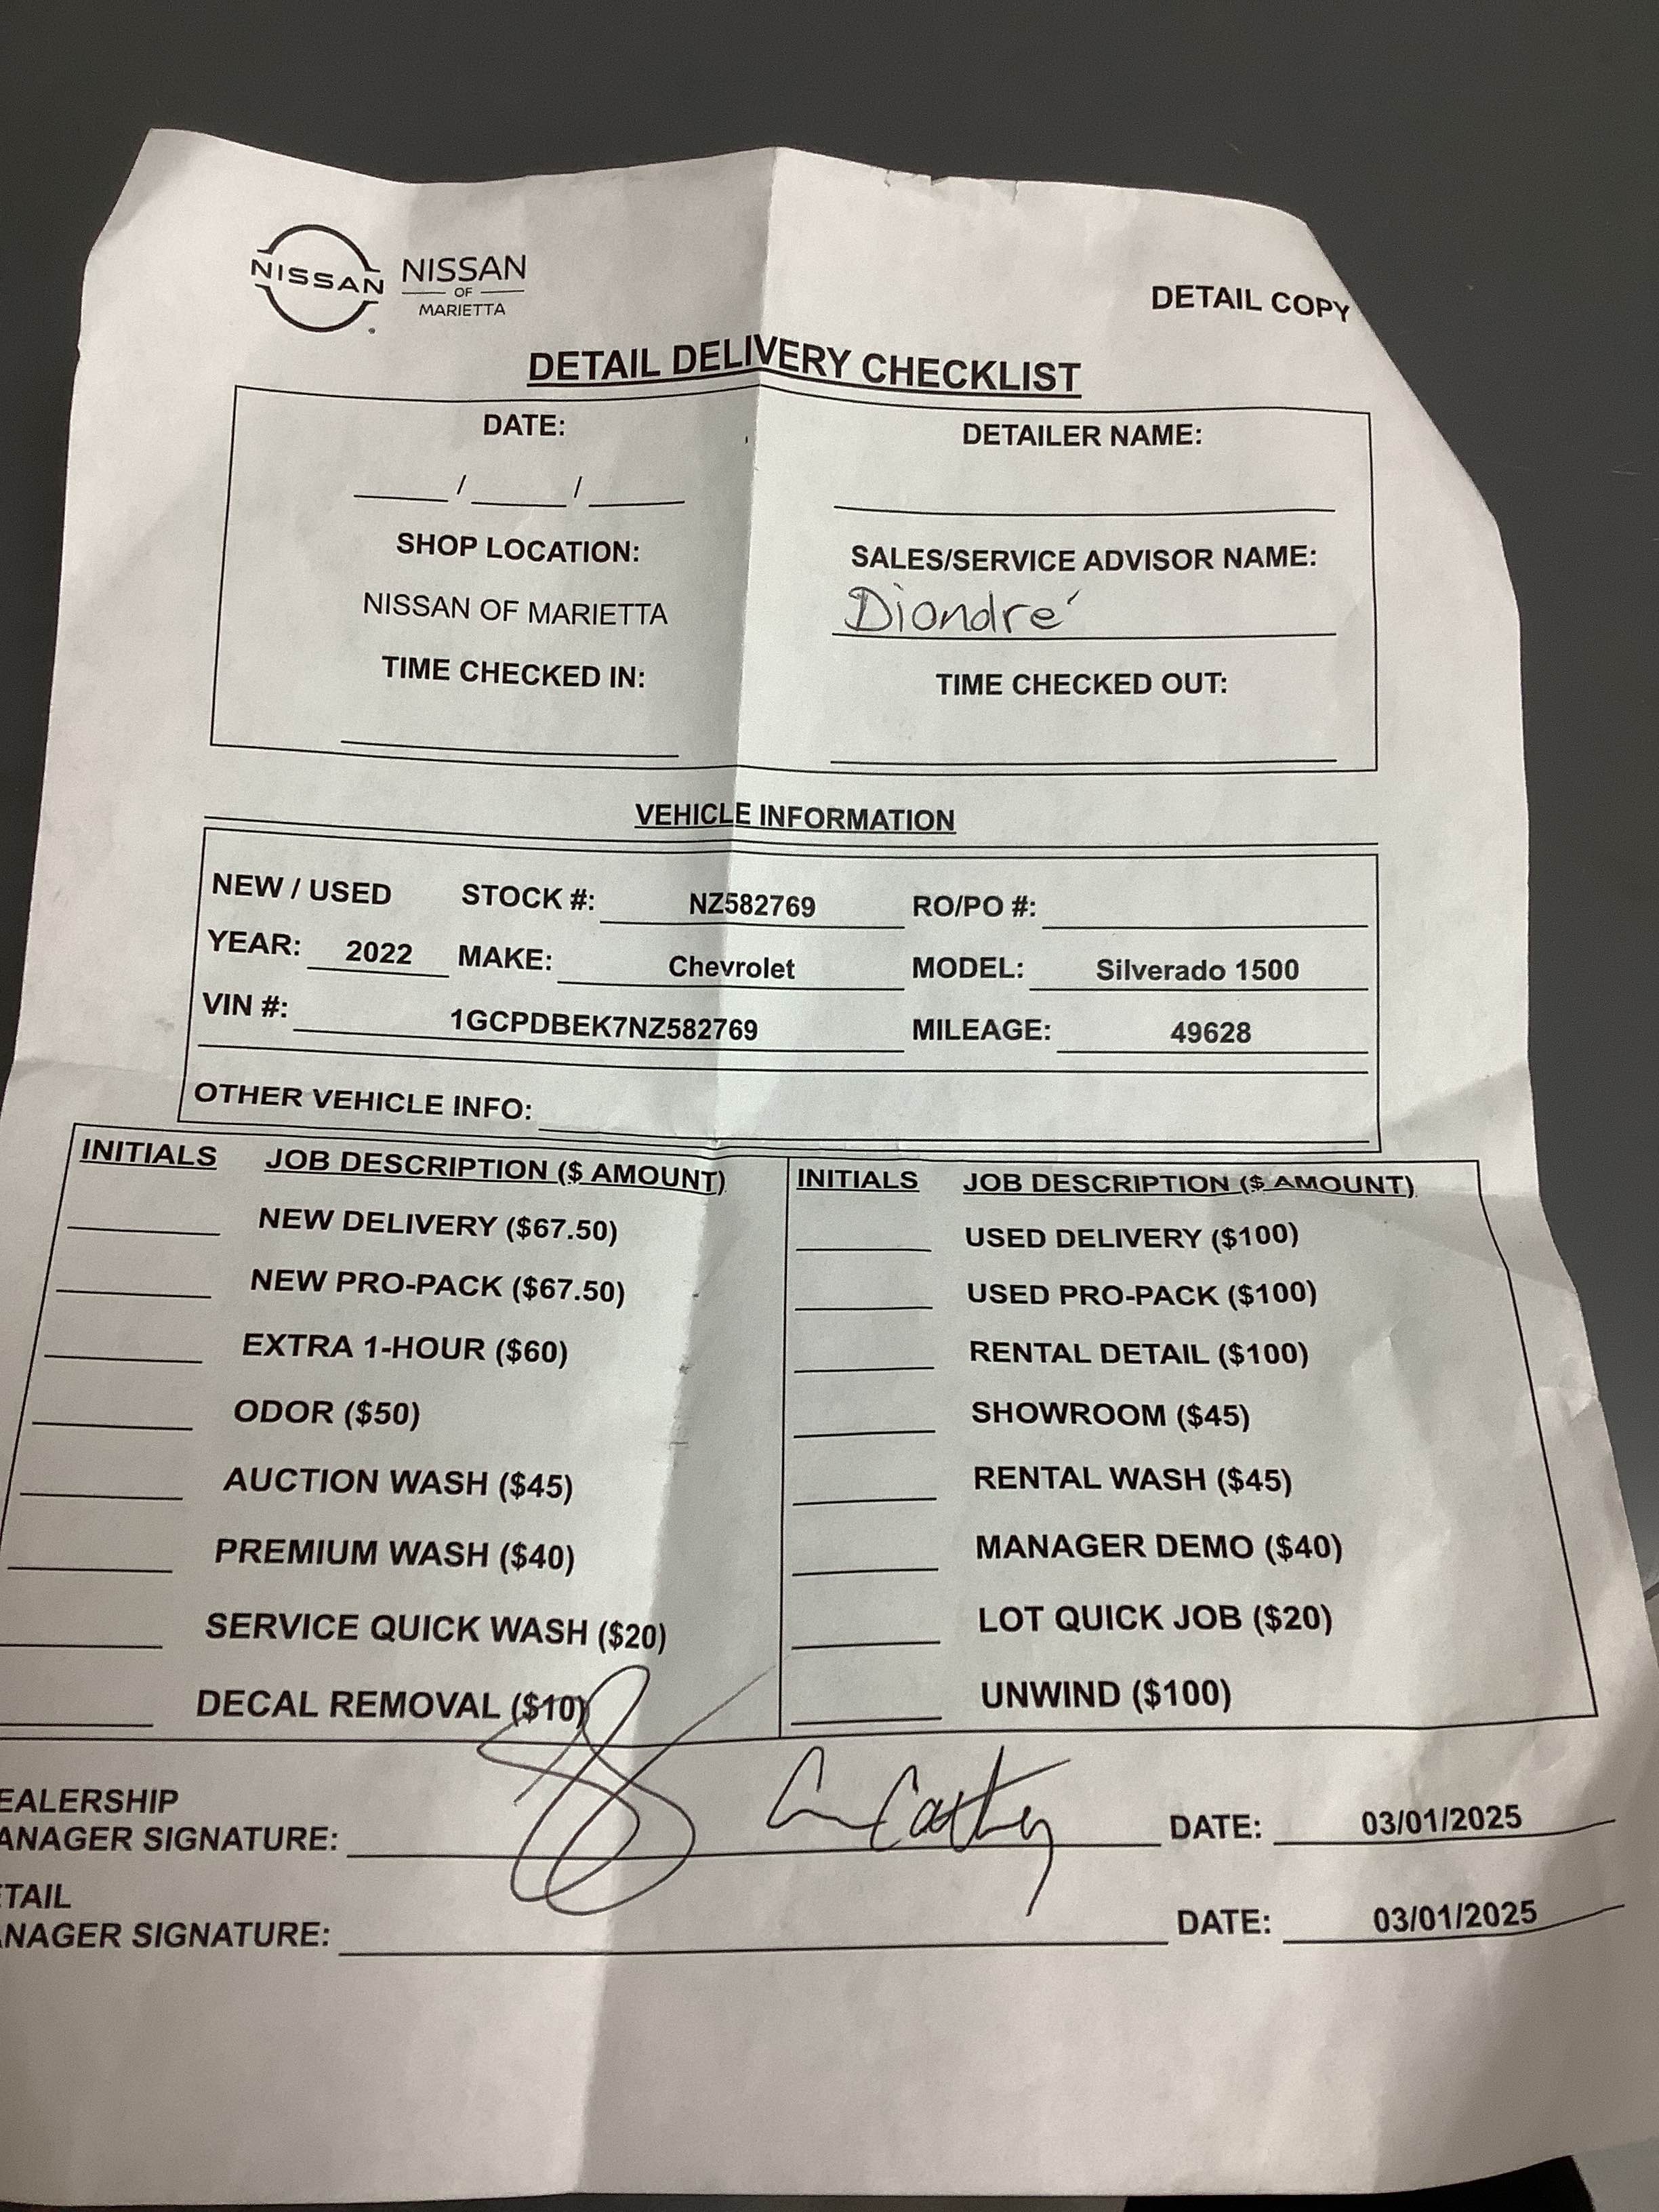 NISSAN NISSAN
OF
MARIETTA
DETAIL COPY
DETAIL DELIVERY CHECKLIST
DATE: DETAILER NAME:
____/____/____
SHOP LOCATION: SALES/SERVICE ADVISOR NAME:
NISSAN OF MARIETTA Diondre´
TIME CHECKED IN: TIME CHECKED OUT:
VEHICLE INFORMATION
NEW / USED STOCK #: NZ582769 RO/PO #:
YEAR: 2022 MAKE: Chevrolet MODEL: Silverado 1500
VIN #: 1GCPDBEK7NZ582769 MILEAGE: 49628
OTHER VEHICLE INFO:
INITIALS JOB DESCRIPTION ($ AMOUNT) INITIALS JOB DESCRIPTION ($ AMOUNT)
NEW DELIVERY ($67.50) USED DELIVERY ($100)
NEW PRO-PACK ($67.50) USED PRO-PACK ($100)
EXTRA 1-HOUR ($60) RENTAL DETAIL ($100)
ODOR ($50) SHOWROOM ($45)
AUCTION WASH ($45) RENTAL WASH ($45)
PREMIUM WASH ($40) MANAGER DEMO ($40)
SERVICE QUICK WASH ($20) LOT QUICK JOB ($20)
DECAL REMOVAL ($10) UNWIND ($100)
EALERSHIP
ANAGER SIGNATURE: DATE: 03/01/2025
TAIL
NAGER SIGNATURE: DATE: 03/01/2025